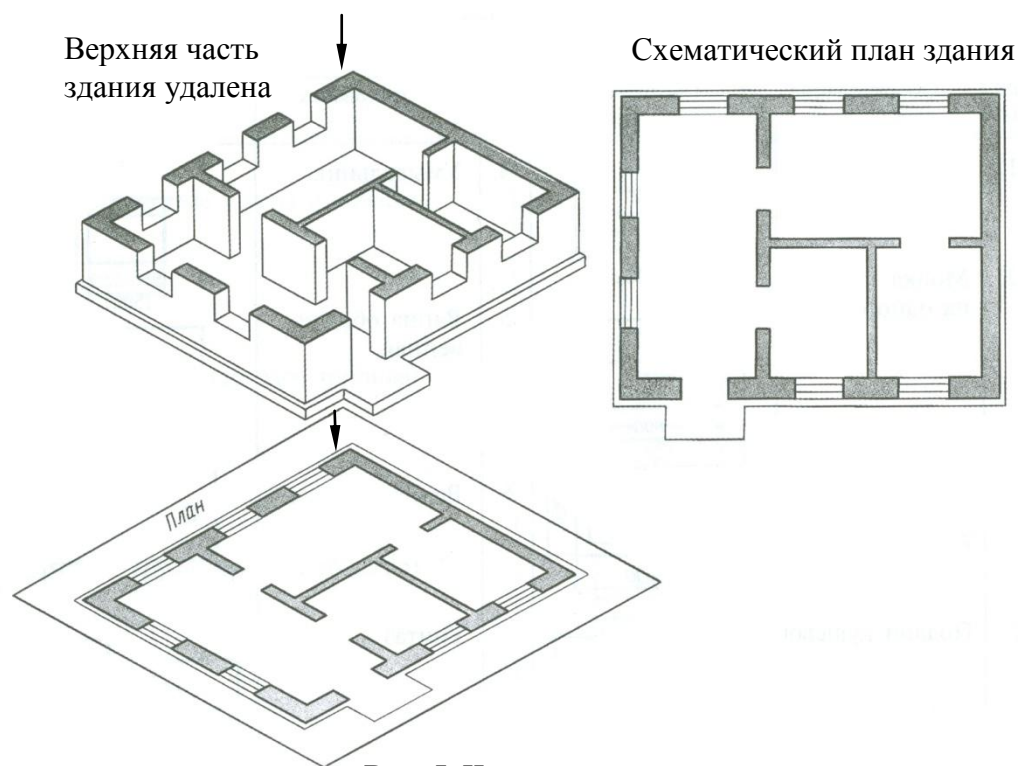 Верхняя часть
здания удалена
Схематический план здания
План